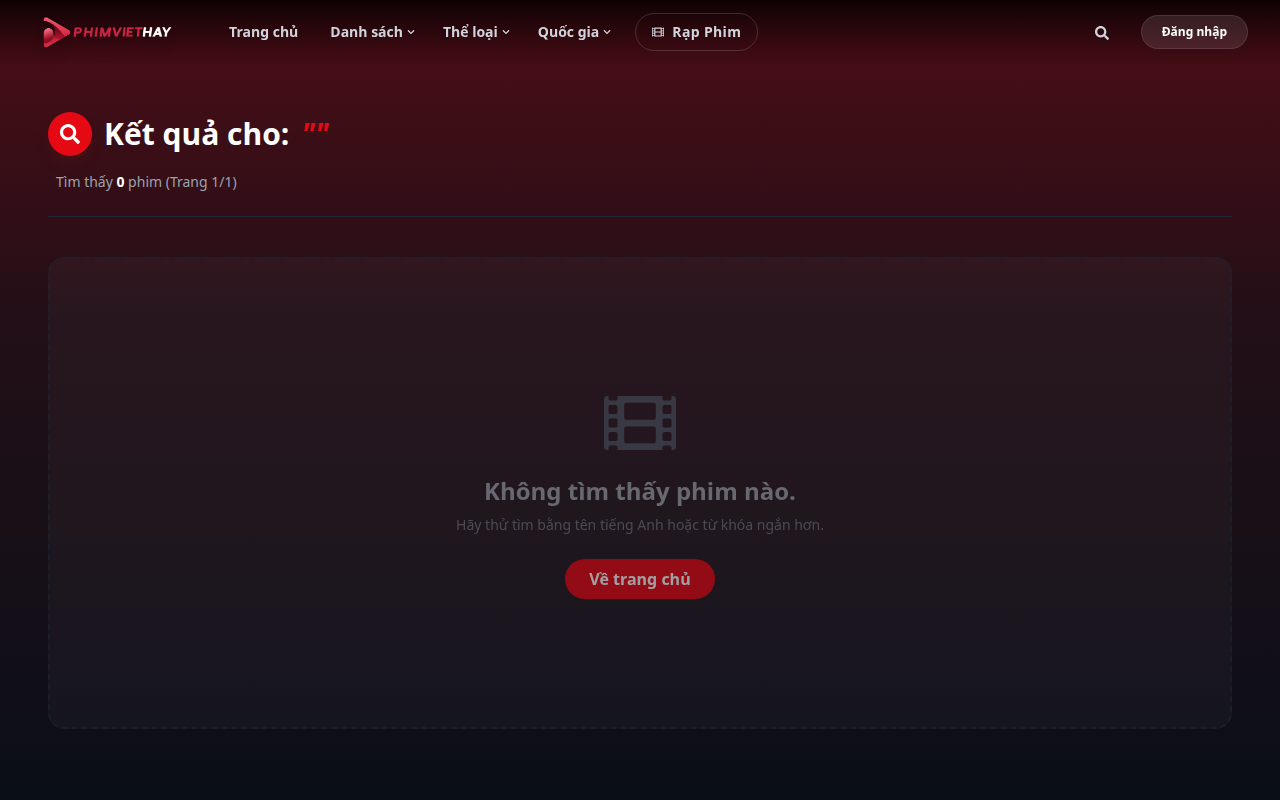 PHIMVIETHAY
Trang chủ
Danh sách
Thể loại
Quốc gia
Rạp Phim
Đăng nhập
Kết quả cho: ""
Tìm thấy 0 phim (Trang 1/1)
Không tìm thấy phim nào.
Hãy thử tìm bằng tên tiếng Anh hoặc từ khóa ngắn hơn.
Về trang chủ